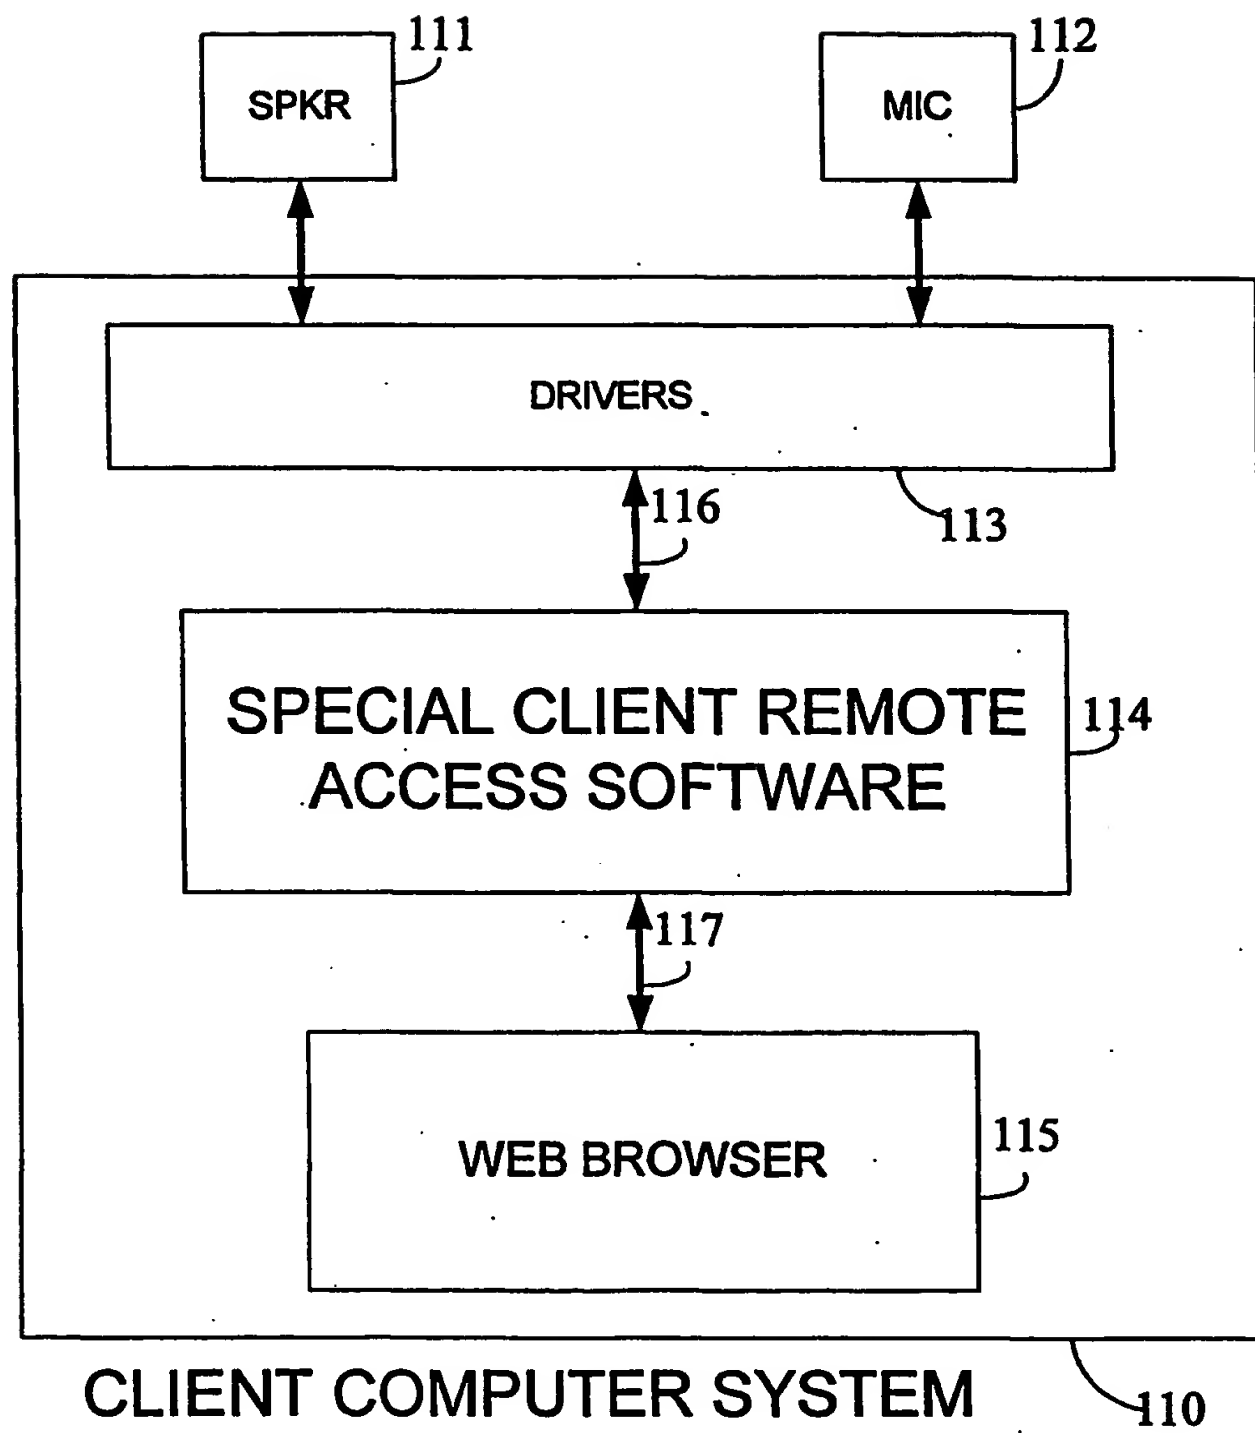 111
112
SPKR
MIC
DRIVERS
116
113
SPECIAL CLIENT REMOTE
ACCESS SOFTWARE
114
117
WEB BROWSER
115
CLIENT COMPUTER SYSTEM
110